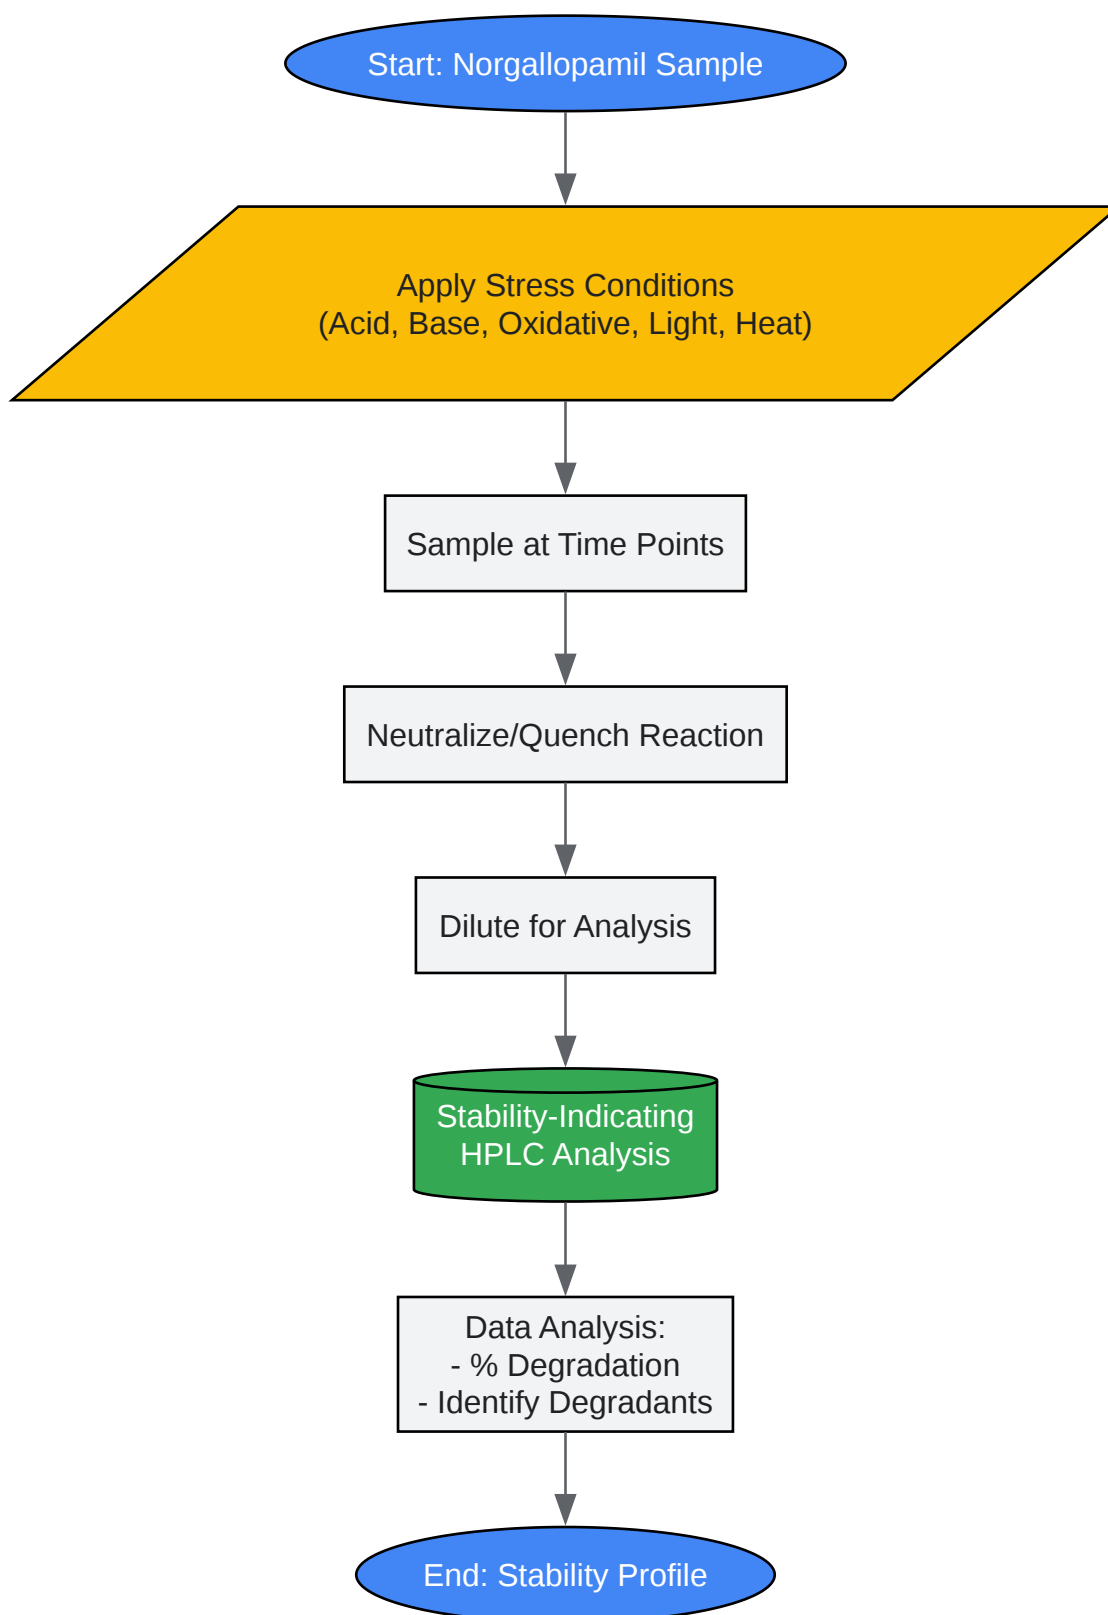 Start: Norgallopamil Sample
Apply Stress Conditions
(Acid, Base, Oxidative, Light, Heat)
Sample at Time Points
Neutralize/Quench Reaction
Dilute for Analysis
Stability-Indicating
HPLC Analysis
Data Analysis:
- % Degradation
- Identify Degradants
End: Stability Profile